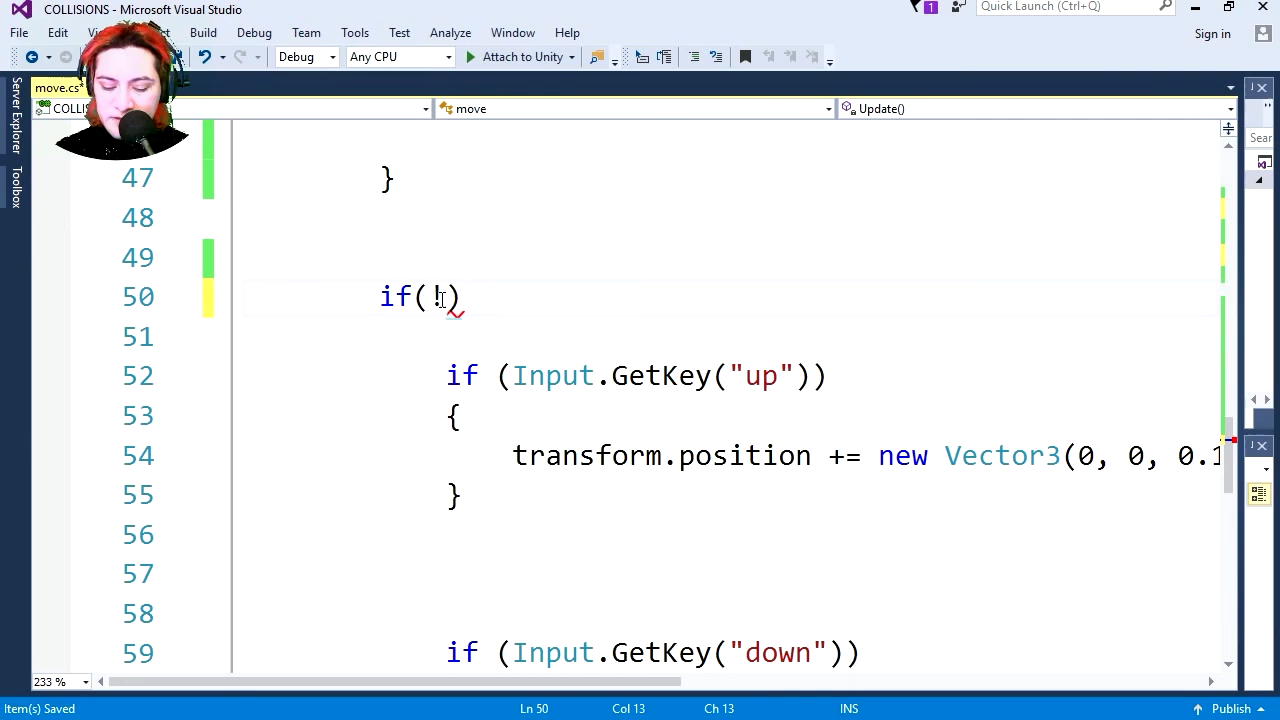 COLLISIONS - Microsoft Visual Studio
1
Quick Launch (Ctrl+Q)
File Edit Build Debug Team Tools Test Analyze Window Help
Sign in
Debug Any CPU Attach to Unity
move.cs*
move
Update()
Server Explorer
Toolbox
Sear
47 }
48
49
50 if(!)
51
52 if (Input.GetKey("up"))
53 {
54 transform.position += new Vector3(0, 0, 0.1
55 }
56
57
58
59 if (Input.GetKey("down"))
233 %
Item(s) Saved Ln 50 Col 13 Ch 13 INS Publish